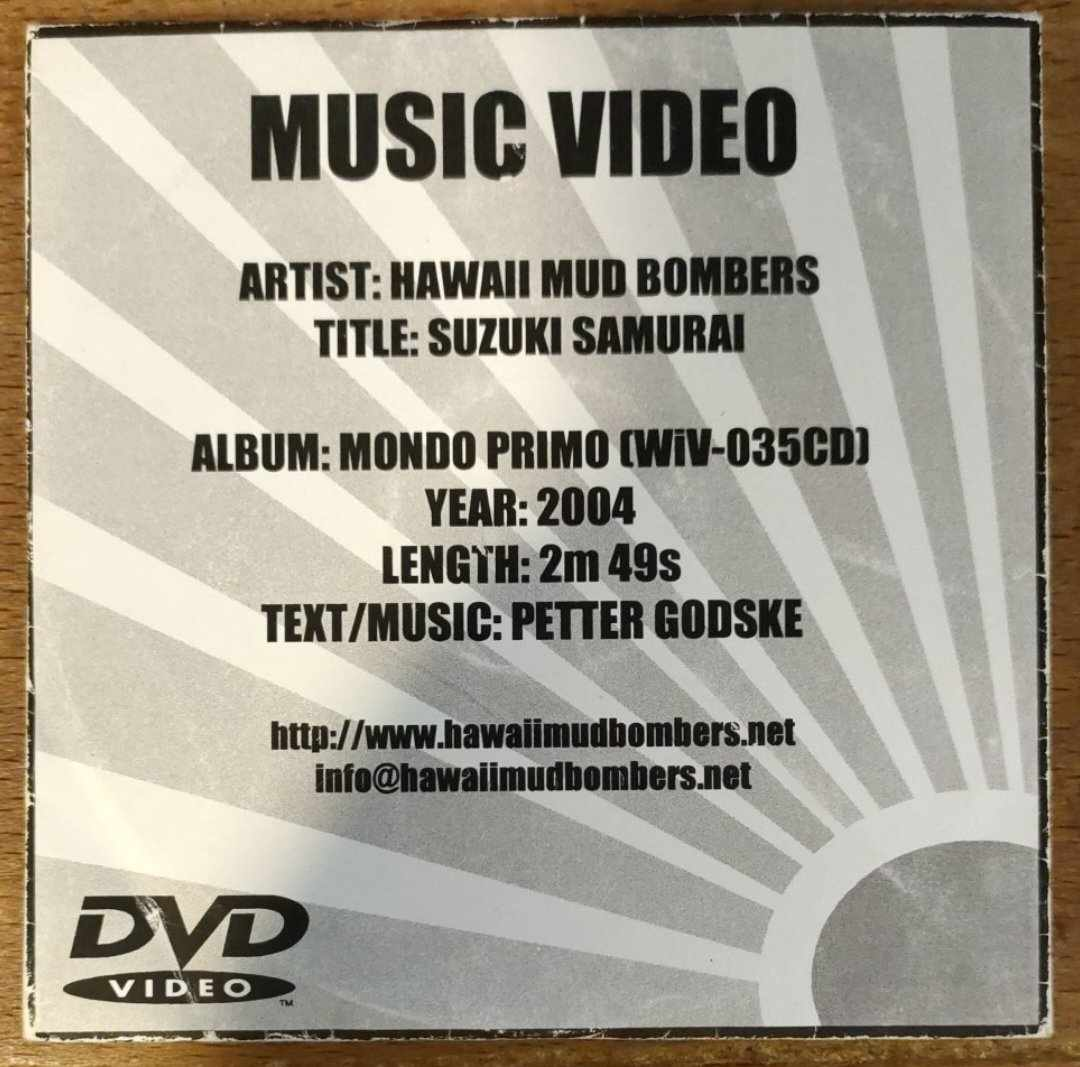 MUSIC VIDEO
ARTIST: HAWAII MUD BOMBERS
TITLE: SUZUKI SAMURAI
ALBUM: MONDO PRIMO (WiV-035CD)
YEAR: 2004
LENGTH: 2m 49s
TEXT/MUSIC: PETTER GODSKE
http://www.hawaiimudbombers.net
info@hawaiimudbombers.net
DVD
VIDEO
TM